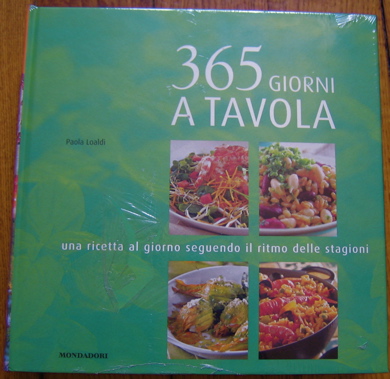 365 GIORNI
A TAVOLA
Paola Loaldi
una ricetta al giorno seguendo il ritmo delle stagioni
MONDADORI